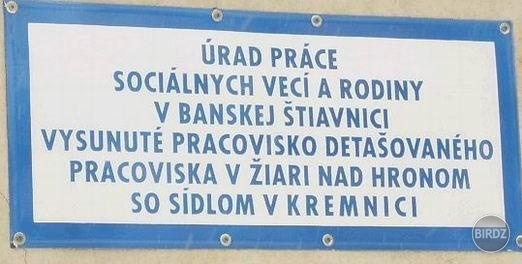 ÚRAD PRÁCE
SOCIÁLNYCH VECÍ A RODINY
V BANSKEJ ŠTIAVNICI
VYSUNUTÉ PRACOVISKO DETAŠOVANÉHO
PRACOVISKA V ŽIARI NAD HRONOM
SO SÍDLOM V KREMNICI
BIRDZ